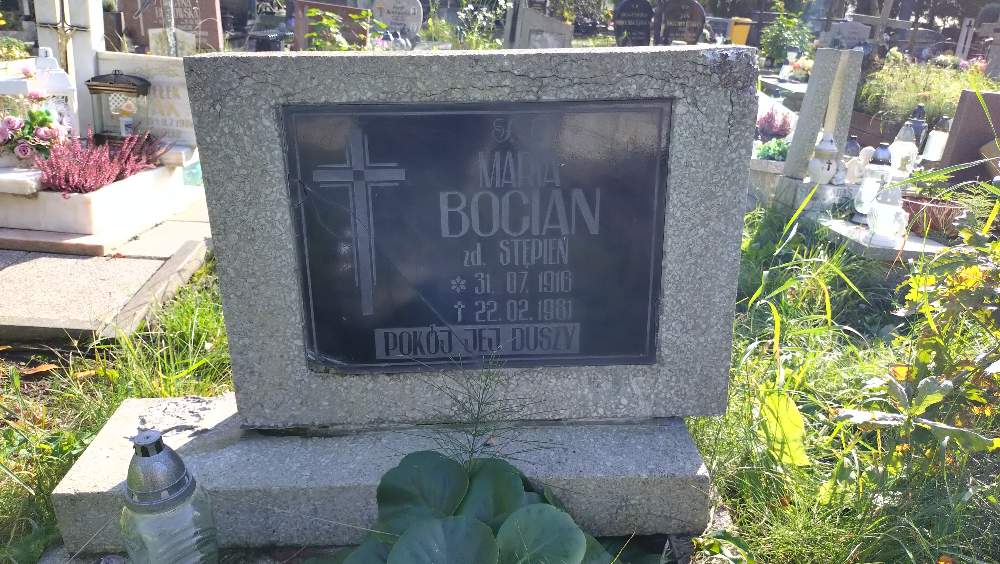 Ś.P.
MARIA
BOCIAN
zd. STĘPIEŃ
* 31. 07. 1916
† 22. 02. 1981
POKÓJ JEJ DUSZY